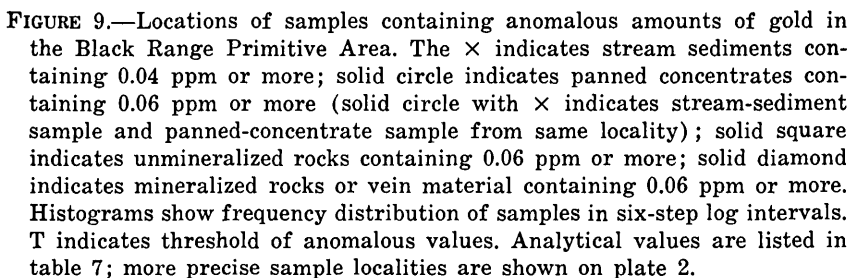 FIGURE 9.—Locations of samples containing anomalous amounts of gold in
the Black Range Primitive Area. The × indicates stream sediments con-
taining 0.04 ppm or more; solid circle indicates panned concentrates con-
taining 0.06 ppm or more (solid circle with × indicates stream-sediment
sample and panned-concentrate sample from same locality); solid square
indicates unmineralized rocks containing 0.06 ppm or more; solid diamond
indicates mineralized rocks or vein material containing 0.06 ppm or more.
Histograms show frequency distribution of samples in six-step log intervals.
T indicates threshold of anomalous values. Analytical values are listed in
table 7; more precise sample localities are shown on plate 2.